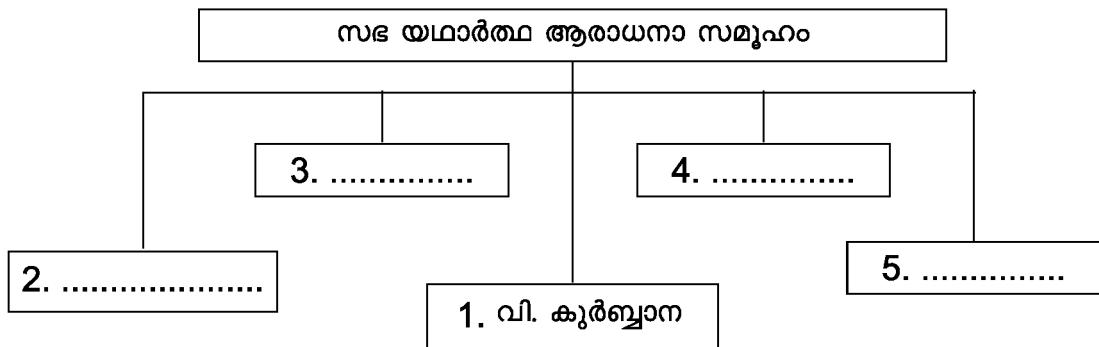 സഭ യഥാർത്ഥ ആരാധനാ സമൂഹം
3. ...............
4. ...............
2. .....................
5. ...............
1. വി. കുർബ്ബാന